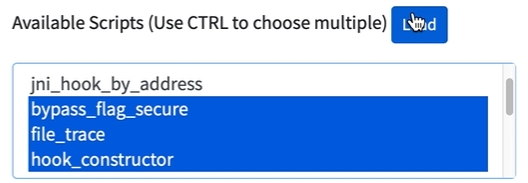 Available Scripts (Use CTRL to choose multiple)
jni_hook_by_address
bypass_flag_secure
file_trace
hook_constructor